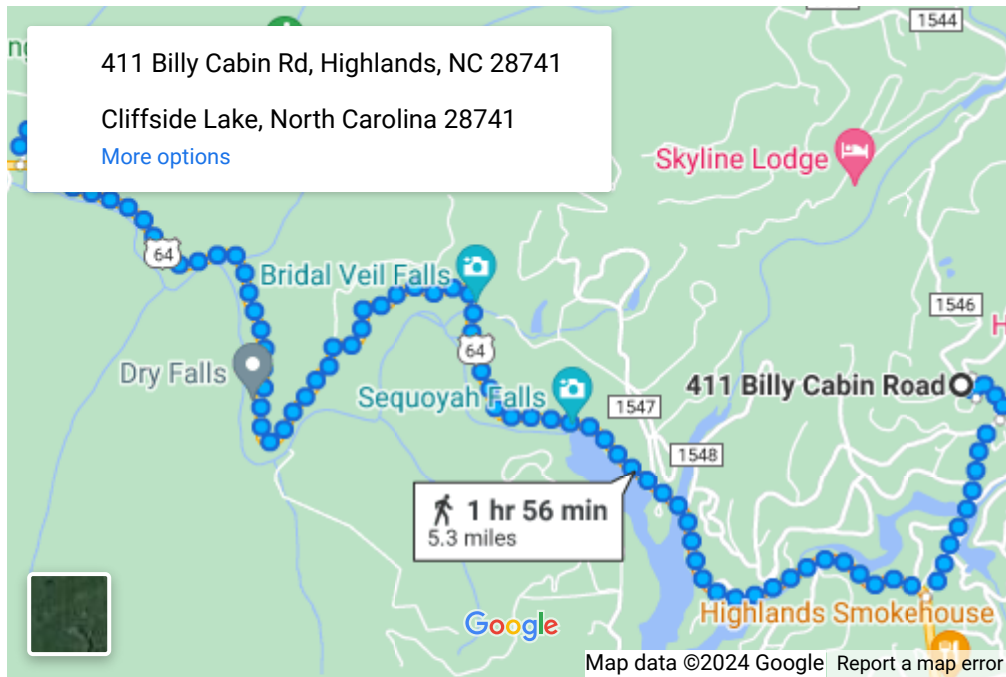 1544
ng
411 Billy Cabin Rd, Highlands, NC 28741
Cliffside Lake, North Carolina 28741
More options
Skyline Lodge
64
Bridal Veil Falls
1546
H
64
Dry Falls
Sequoyah Falls
411 Billy Cabin Road
1547
1548
1 hr 56 min
5.3 miles
Google
Highlands Smokehouse
Map data ©2024 Google
Report a map error